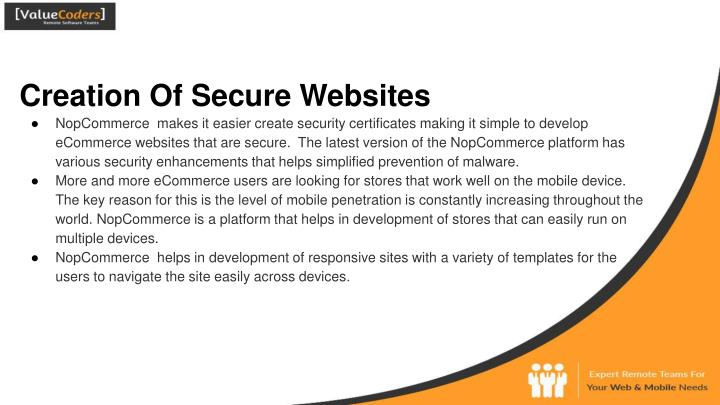 [ValueCoders]
Remote Software Teams
Creation Of Secure Websites
● NopCommerce  makes it easier create security certificates making it simple to develop
eCommerce websites that are secure.  The latest version of the NopCommerce platform has
various security enhancements that helps simplified prevention of malware.
● More and more eCommerce users are looking for stores that work well on the mobile device.
The key reason for this is the level of mobile penetration is constantly increasing throughout the
world. NopCommerce is a platform that helps in development of stores that can easily run on
multiple devices.
● NopCommerce  helps in development of responsive sites with a variety of templates for the
users to navigate the site easily across devices.
Expert Remote Teams For
Your Web & Mobile Needs